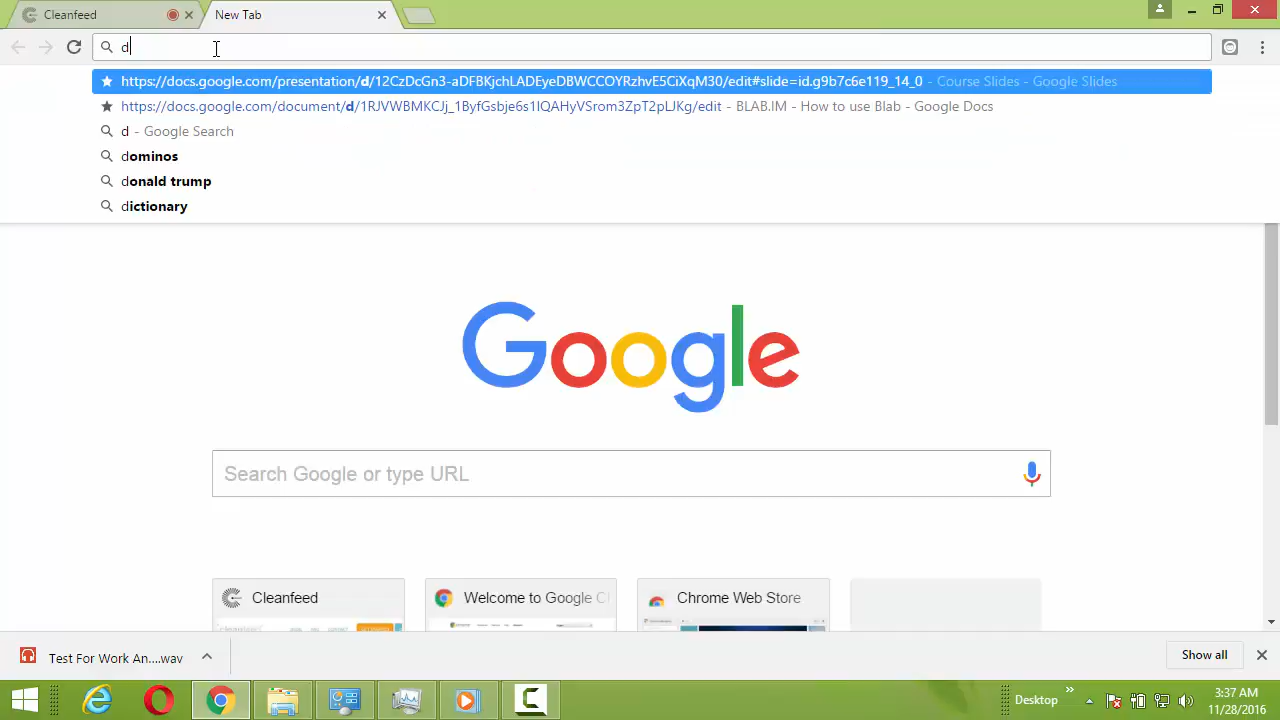 Cleanfeed
New Tab
d
https://docs.google.com/presentation/d/12CzDcGn3-aDFBKjchLADEyeDBWCCOYRzhvE5CiXqM30/edit#slide=id.g9b7c6e119_14_0 - Course Slides - Google Slides
https://docs.google.com/document/d/1RJVWBMKCJj_1ByfGsbje6s1IQAHyVSrom3ZpT2pLJKg/edit - BLAB.IM - How to use Blab - Google Docs
d - Google Search
dominos
donald trump
dictionary
Google
Search Google or type URL
Cleanfeed
Welcome to Google C
Chrome Web Store
Test For Work An....wav
Show all
Desktop
3:37 AM
11/28/2016